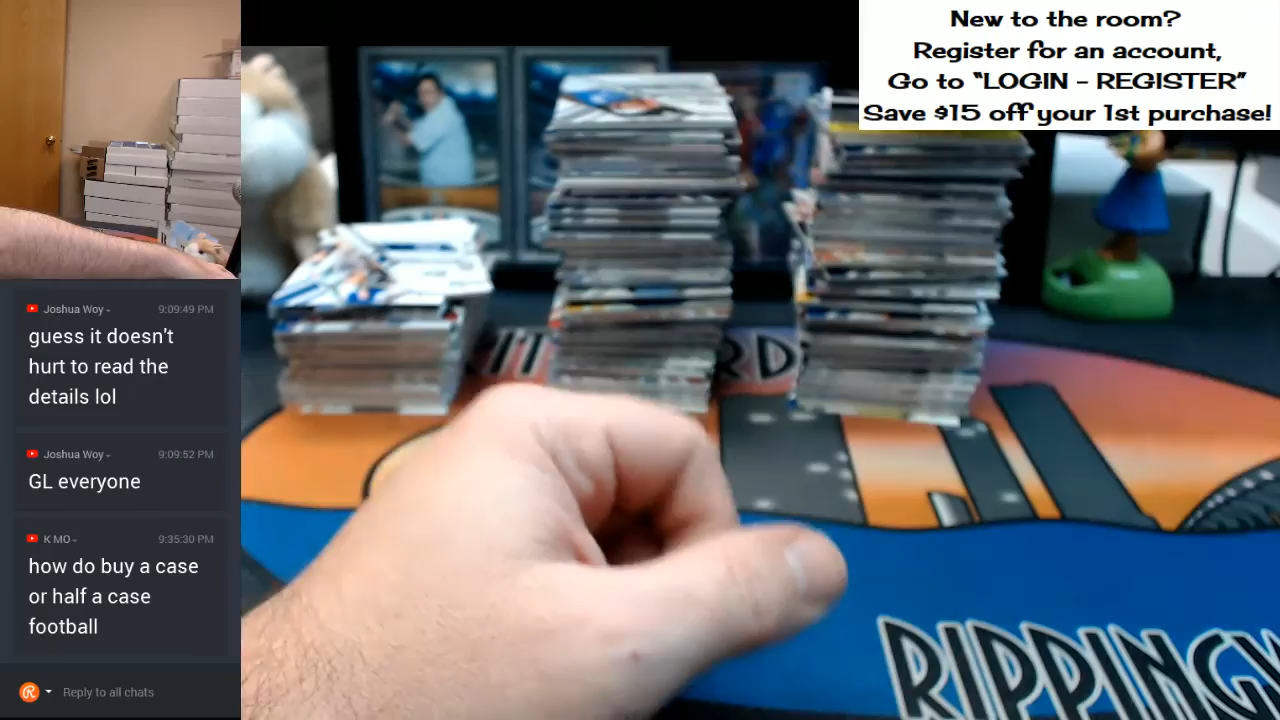 New to the room?
Register for an account,
Go to “LOGIN - REGISTER”
Save $15 off your 1st purchase!
Joshua Woy
9:09:49 PM
guess it doesn't
hurt to read the
details lol
Joshua Woy
9:09:52 PM
GL everyone
K MO
9:35:30 PM
how do buy a case
or half a case
football
Reply to all chats